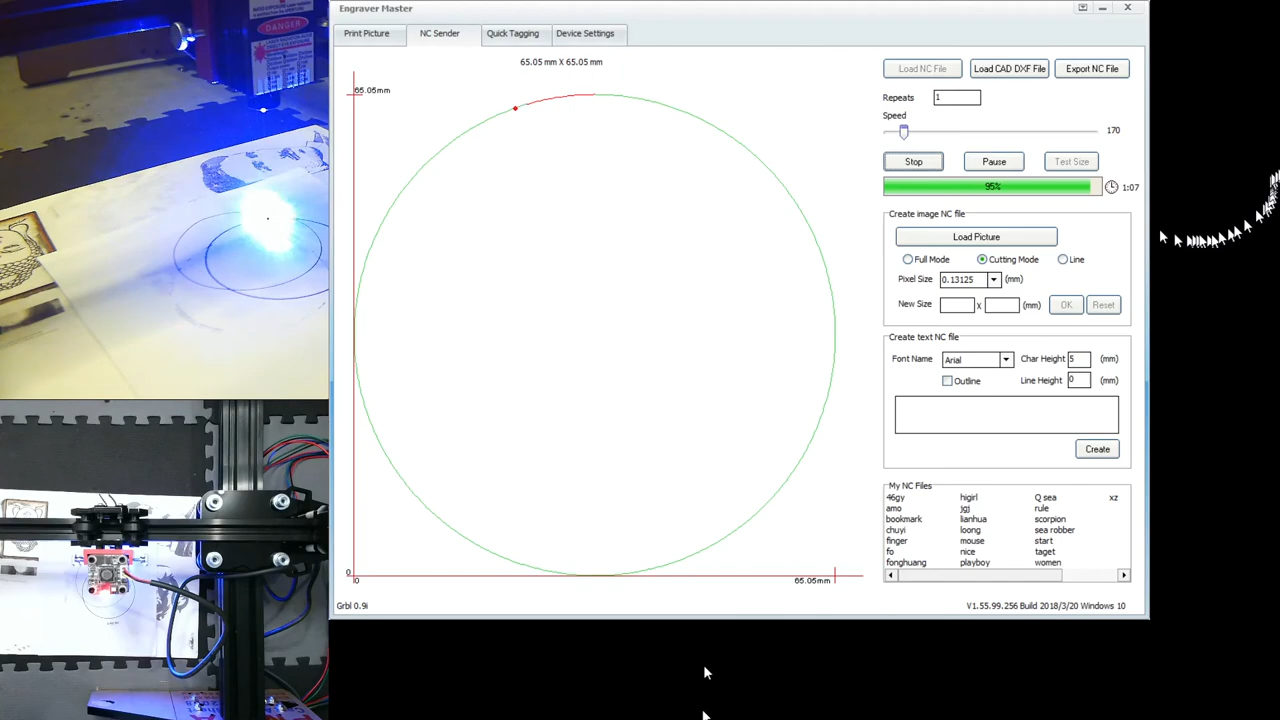 Engraver Master
Print Picture
NC Sender
Quick Tagging
Device Settings
65.05 mm X 65.05 mm
65.05mm
0
0
65.05mm
Load NC File
Load CAD DXF File
Export NC File
Repeats
1
Speed
170
Stop
Pause
Test Size
95%
1:07
Create image NC file
Load Picture
Full Mode
Cutting Mode
Line
Pixel Size
0.13125
(mm)
New Size
X
(mm)
OK
Reset
Create text NC file
Font Name
Arial
Char Height
5
(mm)
Outline
Line Height
0
(mm)
Create
My NC Files
46gy higirl Q sea xz
amo jgj rule
bookmark lianhua scorpion
chuyi loong sea robber
finger mouse start
fo nice taget
fonghuang playboy women
Grbl 0.9i
V1.55.99.256 Build 2018/3/20 Windows 10
DANGER